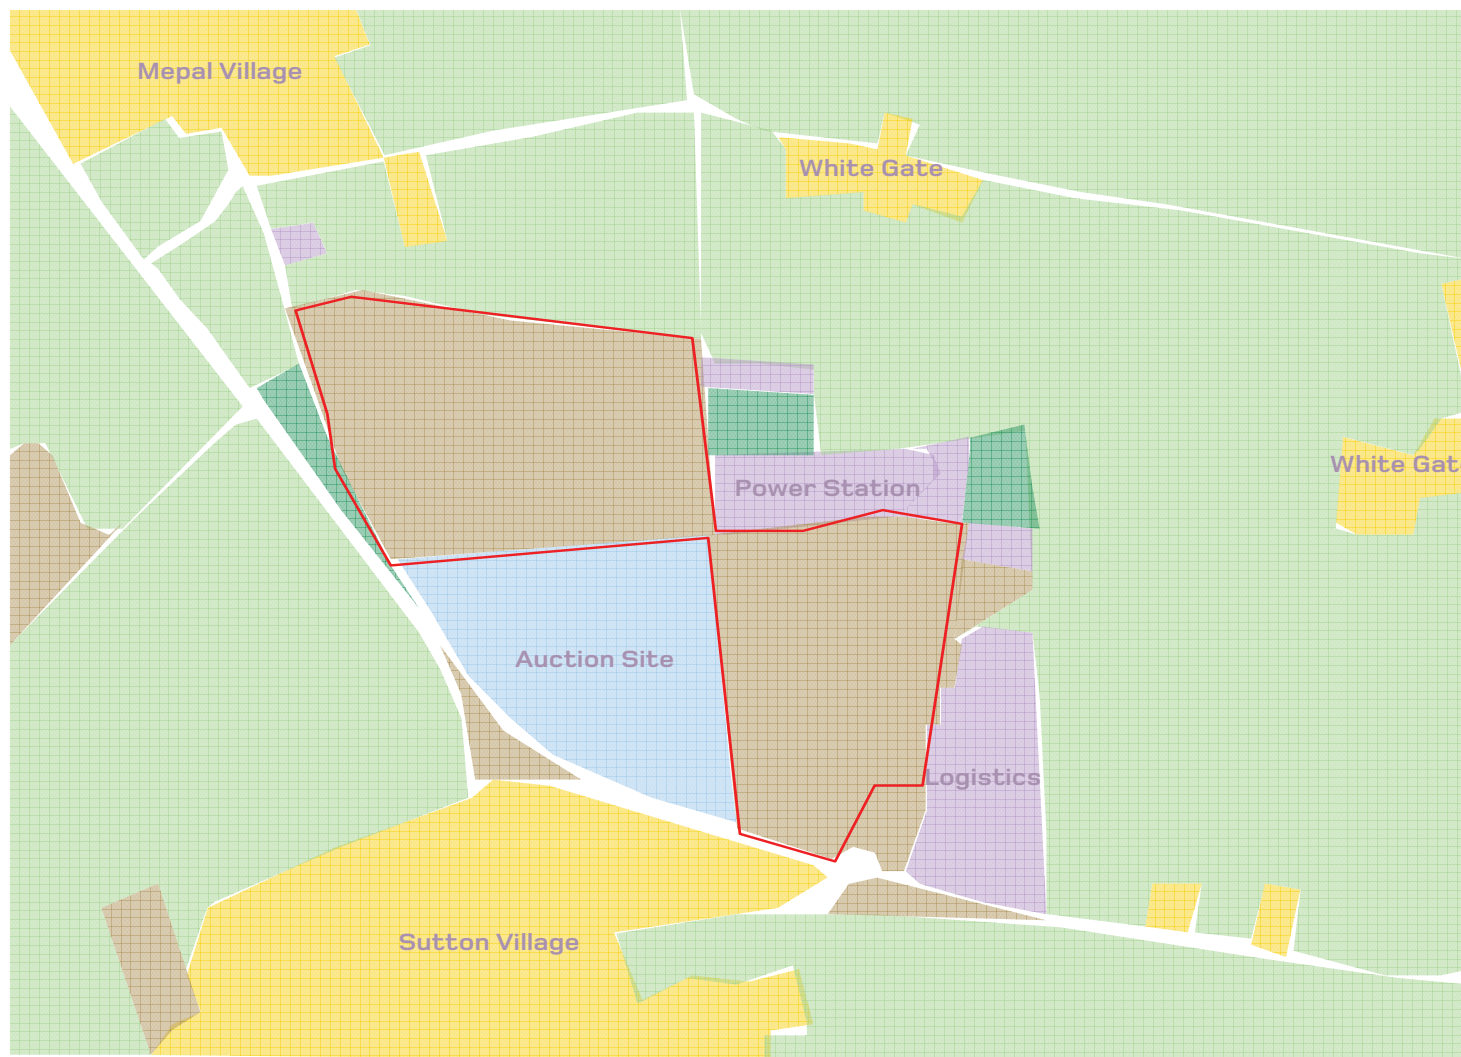 Mepal Village
White Gate
White Gat
Power Station
Auction Site
Logistics
Sutton Village